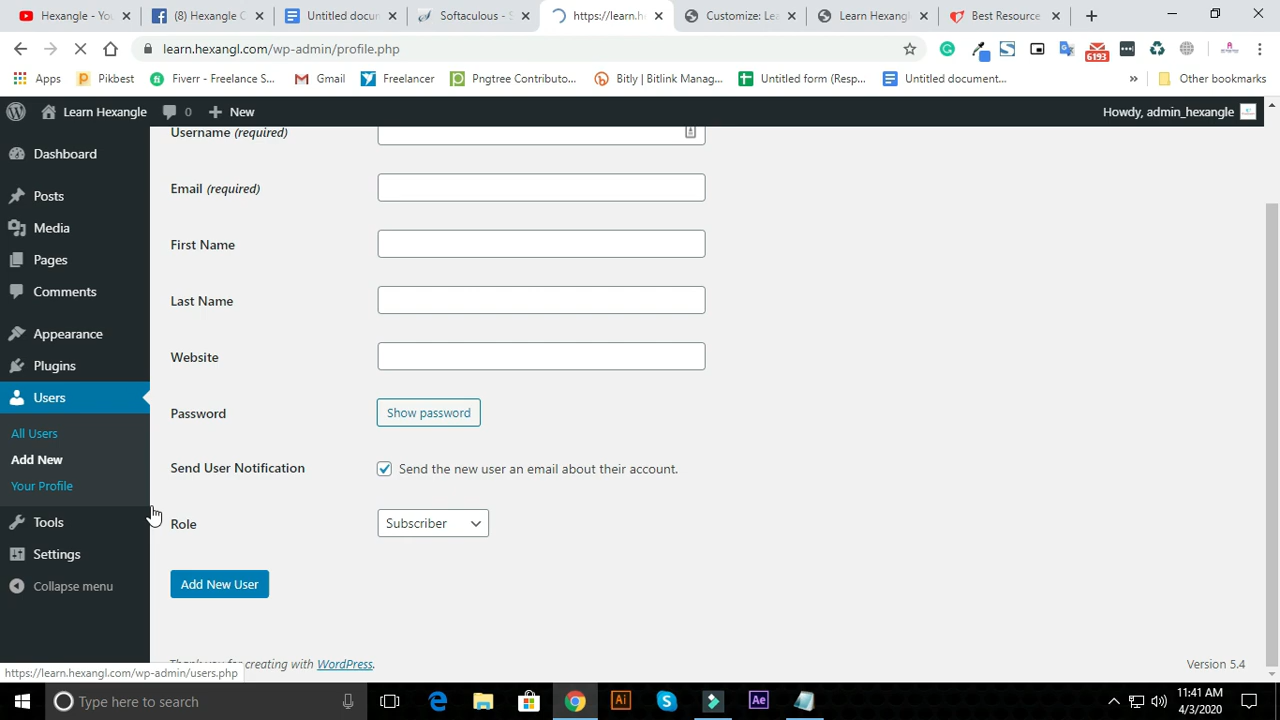 Hexangle - You
(8) Hexangle C
Untitled docu
Softaculous - S
https://learn.he
Customize: Lea
Learn Hexangl
Best Resource
learn.hexangl.com/wp-admin/profile.php
6193
Apps
Pikbest
Fiverr - Freelance S...
Gmail
Freelancer
Pngtree Contributo...
Bitly | Bitlink Manag...
Untitled form (Resp...
Untitled document...
»
Other bookmarks
Learn Hexangle
0
New
Howdy, admin_hexangle
Dashboard
Posts
Media
Pages
Comments
Appearance
Plugins
Users
All Users
Add New
Your Profile
Tools
Settings
Collapse menu
Username (required)
Email (required)
First Name
Last Name
Website
Password
Show password
Send User Notification
Send the new user an email about their account.
Role
Subscriber
Add New User
Thank you for creating with WordPress.
Version 5.4
https://learn.hexangl.com/wp-admin/users.php
Type here to search
Ai
Ae
11:41 AM
4/3/2020